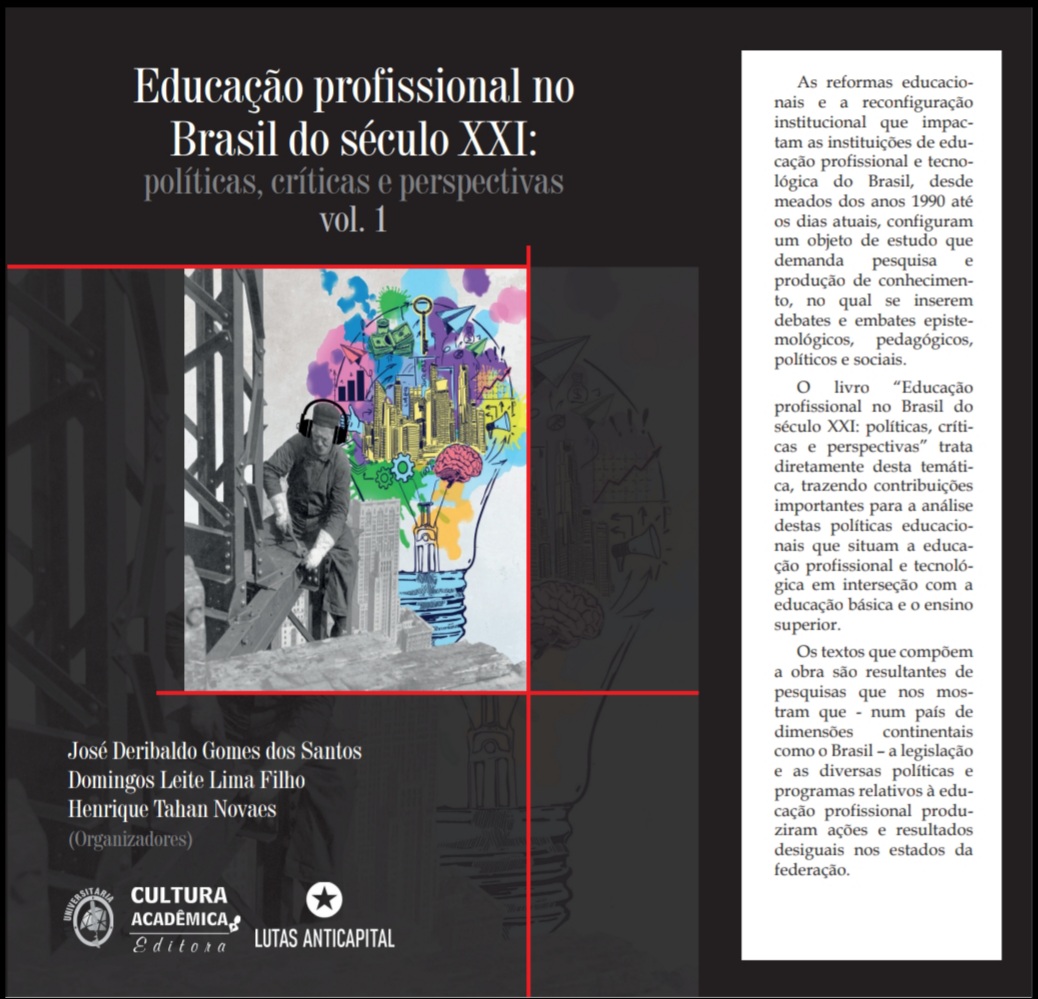 Educação profissional no
Brasil do século XXI:
políticas, críticas e perspectivas
vol. 1
José Deribaldo Gomes dos Santos
Domingos Leite Lima Filho
Henrique Tahan Novaes
(Organizadores)
UNIVERSITÁRIA
CULTURA
ACADÊMICA
Editora
LUTAS ANTICAPITAL
As reformas educacio-
nais e a reconfiguração
institucional que impac-
tam as instituições de edu-
cação profissional e tecno-
lógica do Brasil, desde
meados dos anos 1990 até
os dias atuais, configuram
um objeto de estudo que
demanda pesquisa e
produção de conhecimen-
to, no qual se inserem
debates e embates episte-
mológicos, pedagógicos,
políticos e sociais.
O livro “Educação
profissional no Brasil do
século XXI: políticas, críti-
cas e perspectivas” trata
diretamente desta temáti-
ca, trazendo contribuições
importantes para a análise
destas políticas educacio-
nais que situam a educa-
ção profissional e tecnoló-
gica em interseção com a
educação básica e o ensino
superior.
Os textos que compõem
a obra são resultantes de
pesquisas que nos mos-
tram que - num país de
dimensões continentais
como o Brasil – a legislação
e as diversas políticas e
programas relativos à edu-
cação profissional produ-
ziram ações e resultados
desiguais nos estados da
federação.